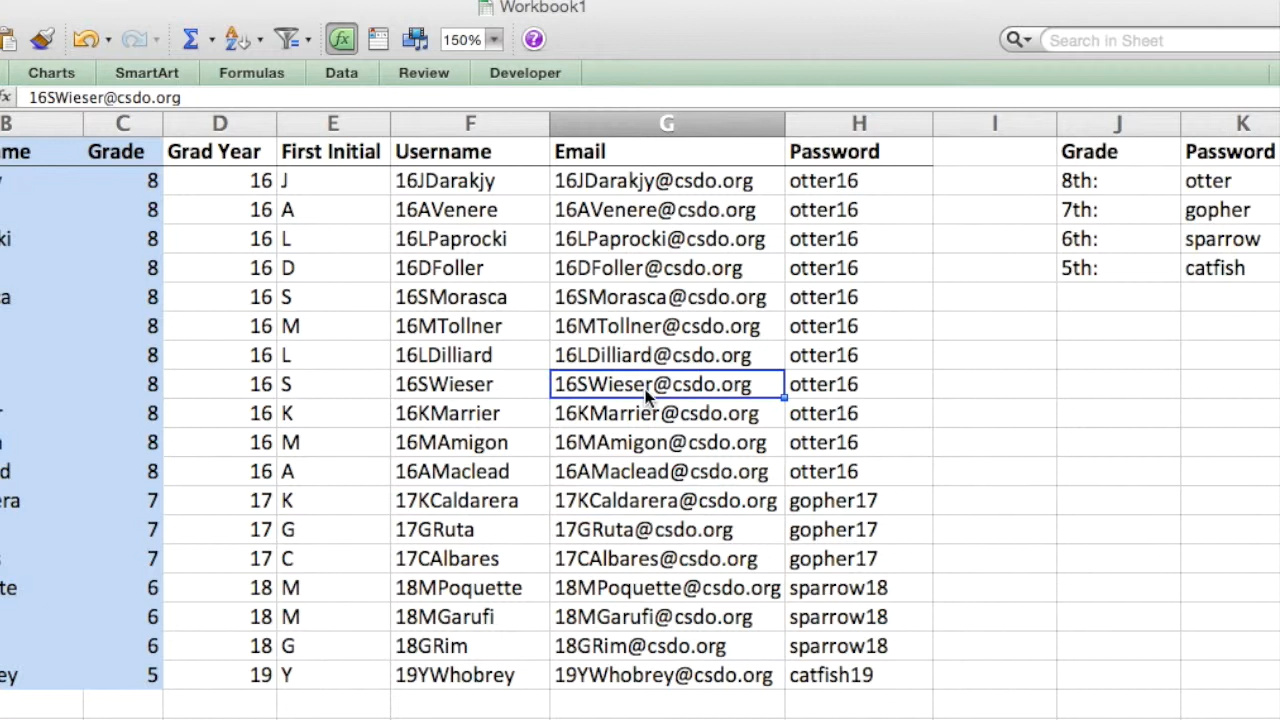 Workbook1
150%
Search in Sheet
Charts SmartArt Formulas Data Review Developer
fx 16SWieser@csdo.org
B C D E F G H I J K
me Grade Grad Year First Initial Username Email Password Grade Password
y 8 16 J 16JDarakjy 16JDarakjy@csdo.org otter16 8th: otter
8 16 A 16AVenere 16AVenere@csdo.org otter16 7th: gopher
ki 8 16 L 16LPaprocki 16LPaprocki@csdo.org otter16 6th: sparrow
8 16 D 16DFoller 16DFoller@csdo.org otter16 5th: catfish
ca 8 16 S 16SMorasca 16SMorasca@csdo.org otter16
8 16 M 16MTollner 16MTollner@csdo.org otter16
8 16 L 16LDilliard 16LDilliard@csdo.org otter16
8 16 S 16SWieser 16SWieser@csdo.org otter16
r 8 16 K 16KMarrier 16KMarrier@csdo.org otter16
n 8 16 M 16MAmigon 16MAmigon@csdo.org otter16
d 8 16 A 16AMaclead 16AMaclead@csdo.org otter16
era 7 17 K 17KCaldarera 17KCaldarera@csdo.org gopher17
7 17 G 17GRuta 17GRuta@csdo.org gopher17
s 7 17 C 17CAlbares 17CAlbares@csdo.org gopher17
te 6 18 M 18MPoquette 18MPoquette@csdo.org sparrow18
6 18 M 18MGarufi 18MGarufi@csdo.org sparrow18
6 18 G 18GRim 18GRim@csdo.org sparrow18
ey 5 19 Y 19YWhobrey 19YWhobrey@csdo.org catfish19